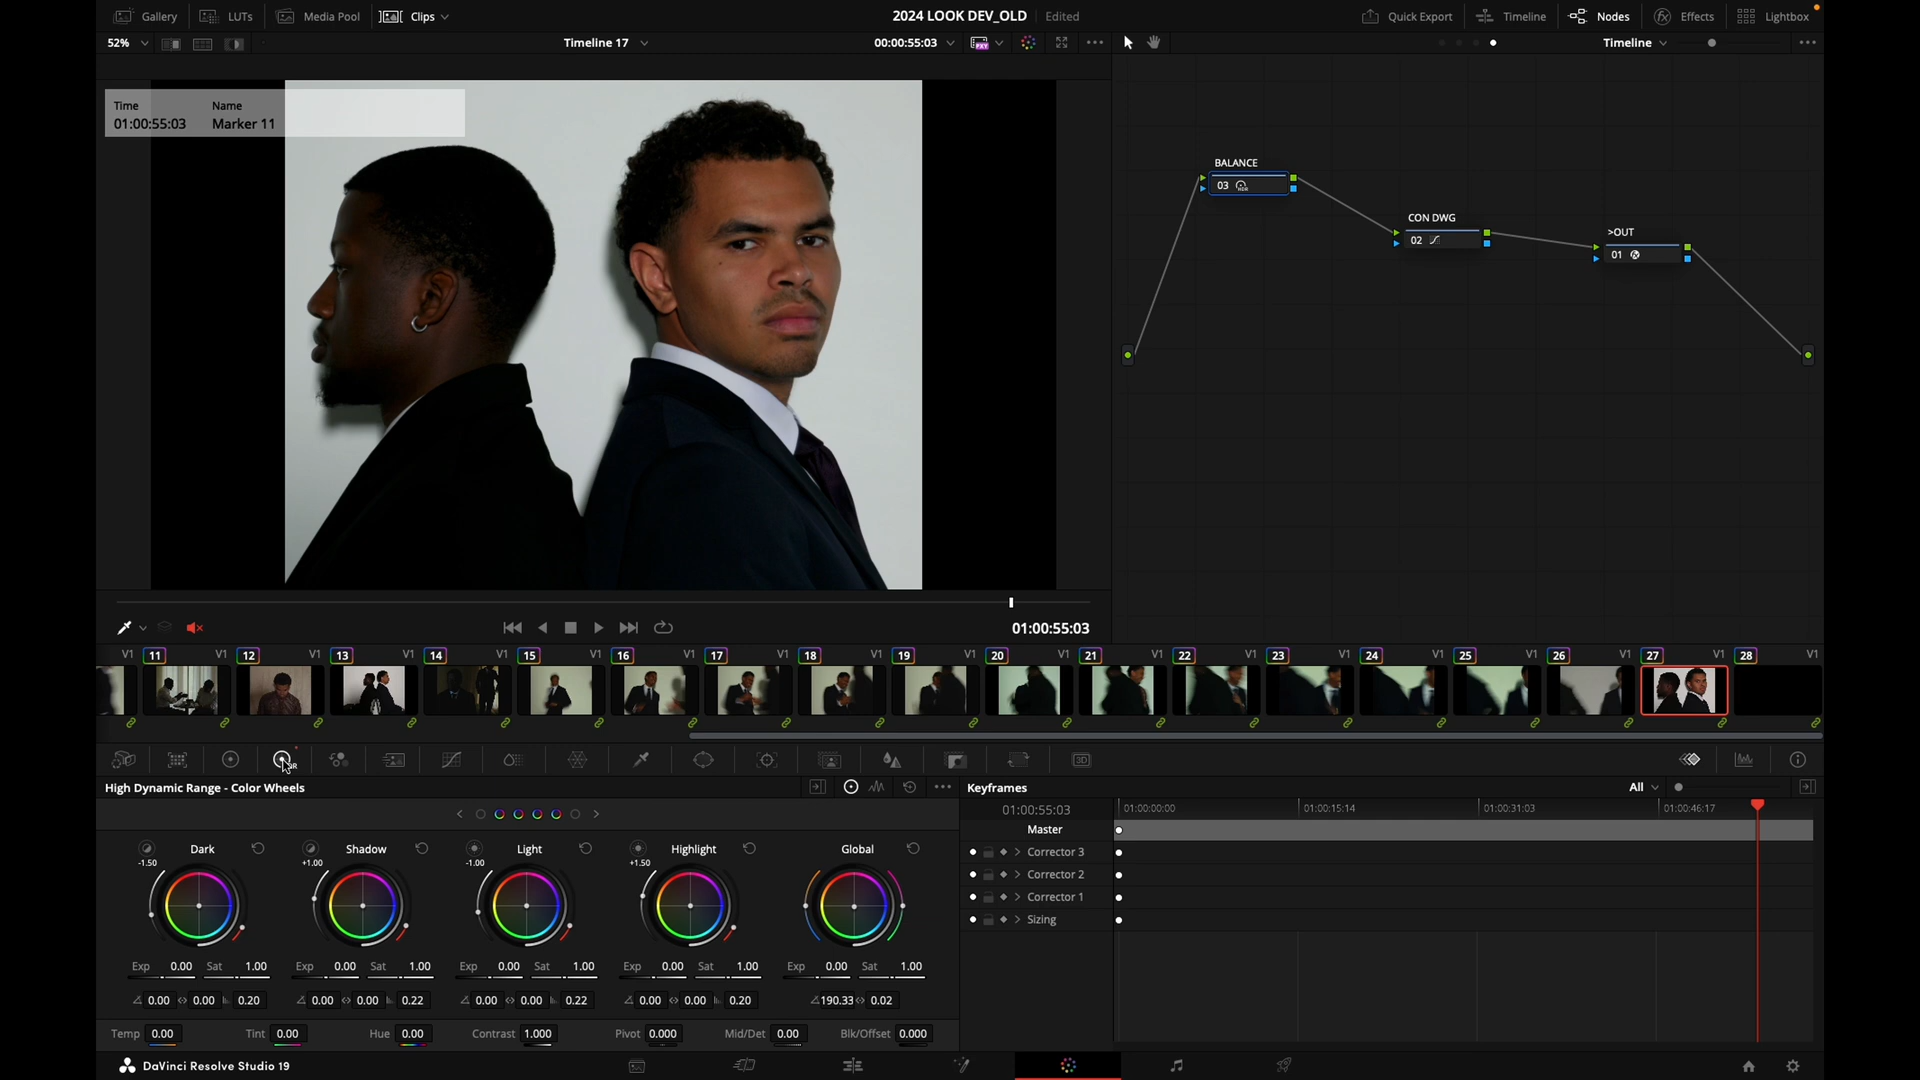 Gallery LUTs Media Pool Clips 2024 LOOK DEV_OLD Edited Quick Export Timeline Nodes Effects Lightbox
52% Timeline 17 00:00:55:03 Timeline
Time Name
01:00:55:03 Marker 11
BALANCE
03
CON DWG
02
>OUT
01
01:00:55:03
V1 11 V1 12 V1 13 V1 14 V1 15 V1 16 V1 17 V1 18 V1 19 V1 20 V1 21 V1 22 V1 23 V1 24 V1 25 V1 26 V1 27 V1 28 V1
3D
High Dynamic Range - Color Wheels
Dark Shadow Light Highlight Global
-1.50 +1.00 -1.00 +1.50
Exp 0.00 Sat 1.00 Exp 0.00 Sat 1.00 Exp 0.00 Sat 1.00 Exp 0.00 Sat 1.00 Exp 0.00 Sat 1.00
0.00 0.00 0.20 0.00 0.00 0.22 0.00 0.00 0.22 0.00 0.00 0.20 190.33 0.02
Temp 0.00 Tint 0.00 Hue 0.00 Contrast 1.000 Pivot 0.000 Mid/Det 0.00 Blk/Offset 0.000
Keyframes All
01:00:55:03 01:00:00:00 01:00:15:14 01:00:31:03 01:00:46:17
Master
Corrector 3
Corrector 2
Corrector 1
Sizing
DaVinci Resolve Studio 19